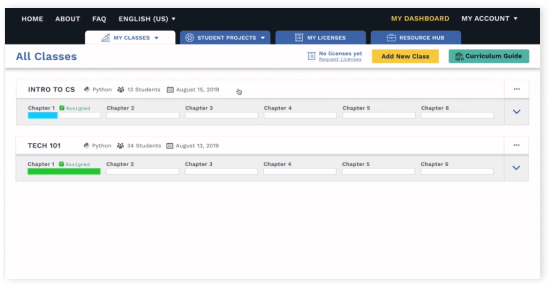 HOME ABOUT FAQ ENGLISH (US) MY DASHBOARD MY ACCOUNT
MY CLASSES STUDENT PROJECTS MY LICENSES RESOURCE HUB
All Classes
No licenses yet
Request Licenses
Add New Class
Curriculum Guide
INTRO TO CS Python 13 Students August 15, 2019
Chapter 1 Assigned Chapter 2 Chapter 3 Chapter 4 Chapter 5 Chapter 6
TECH 101 Python 34 Students August 13, 2019
Chapter 1 Assigned Chapter 2 Chapter 3 Chapter 4 Chapter 5 Chapter 6